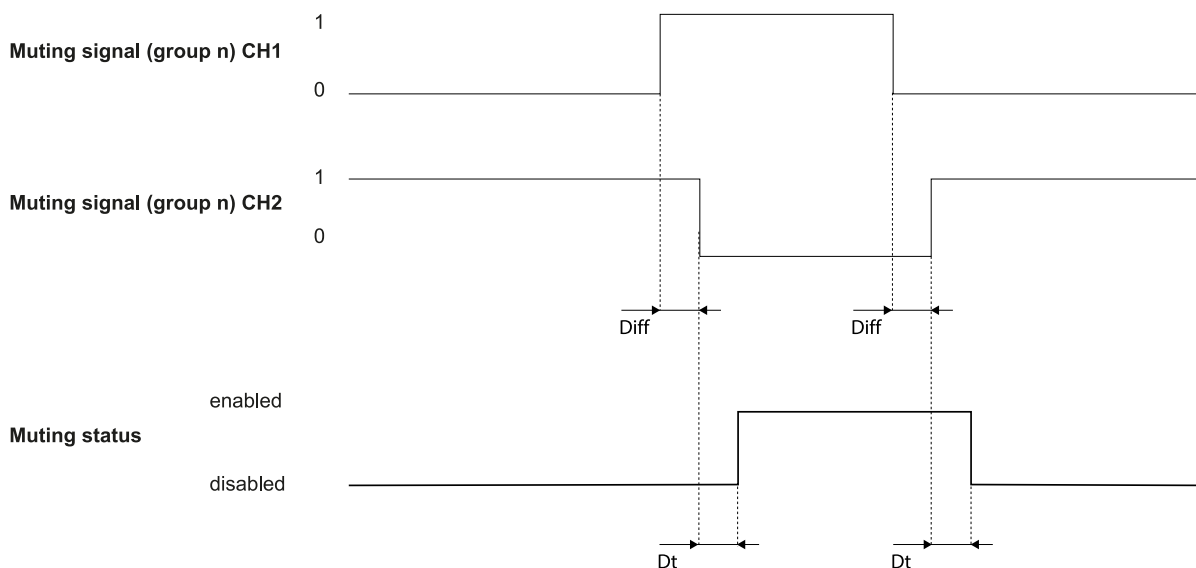 1
Muting signal (group n) CH1
0
1
Muting signal (group n) CH2
0
Diff Diff
enabled
Muting status
disabled
Dt Dt